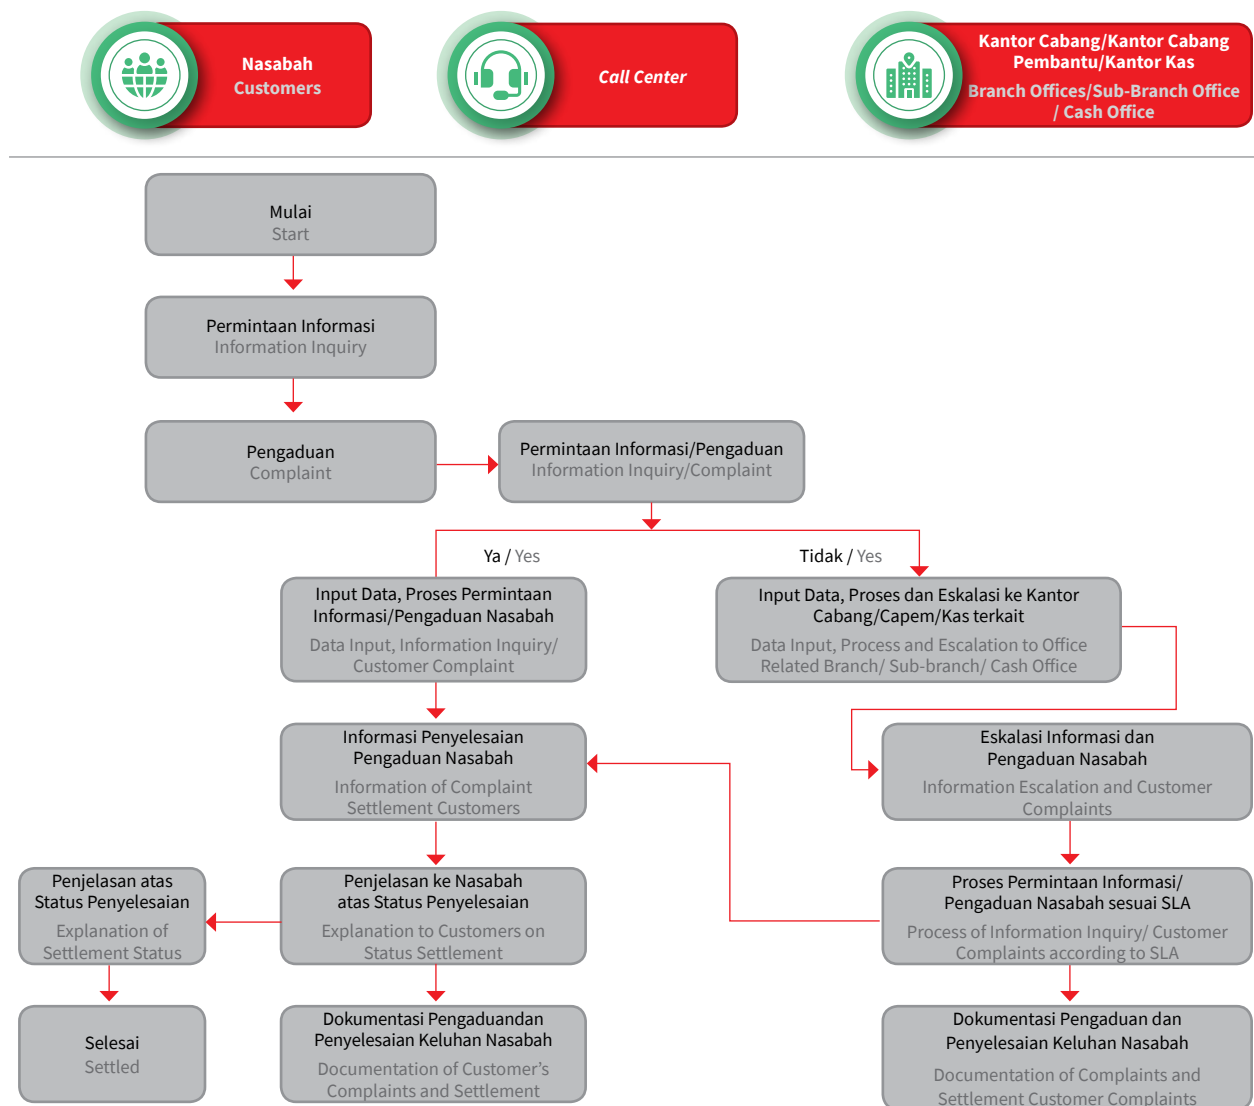 Nasabah
Customers
Call Center
Kantor Cabang/Kantor Cabang
Pembantu/Kantor Kas
Branch Offices/Sub-Branch Office
/ Cash Office
Mulai
Start
Permintaan Informasi
Information Inquiry
Pengaduan
Complaint
Permintaan Informasi/Pengaduan
Information Inquiry/Complaint
Ya / Yes
Tidak / Yes
Input Data, Proses Permintaan
Informasi/Pengaduan Nasabah
Data Input, Information Inquiry/
Customer Complaint
Input Data, Proses dan Eskalasi ke Kantor
Cabang/Capem/Kas terkait
Data Input, Process and Escalation to Office
Related Branch/ Sub-branch/ Cash Office
Informasi Penyelesaian
Pengaduan Nasabah
Information of Complaint
Settlement Customers
Eskalasi Informasi dan
Pengaduan Nasabah
Information Escalation and Customer
Complaints
Penjelasan atas
Status Penyelesaian
Explanation of
Settlement Status
Penjelasan ke Nasabah
atas Status Penyelesaian
Explanation to Customers on
Status Settlement
Proses Permintaan Informasi/
Pengaduan Nasabah sesuai SLA
Process of Information Inquiry/ Customer
Complaints according to SLA
Selesai
Settled
Dokumentasi Pengaduandan
Penyelesaian Keluhan Nasabah
Documentation of Customer's
Complaints and Settlement
Dokumentasi Pengaduan dan
Penyelesaian Keluhan Nasabah
Documentation of Complaints and
Settlement Customer Complaints